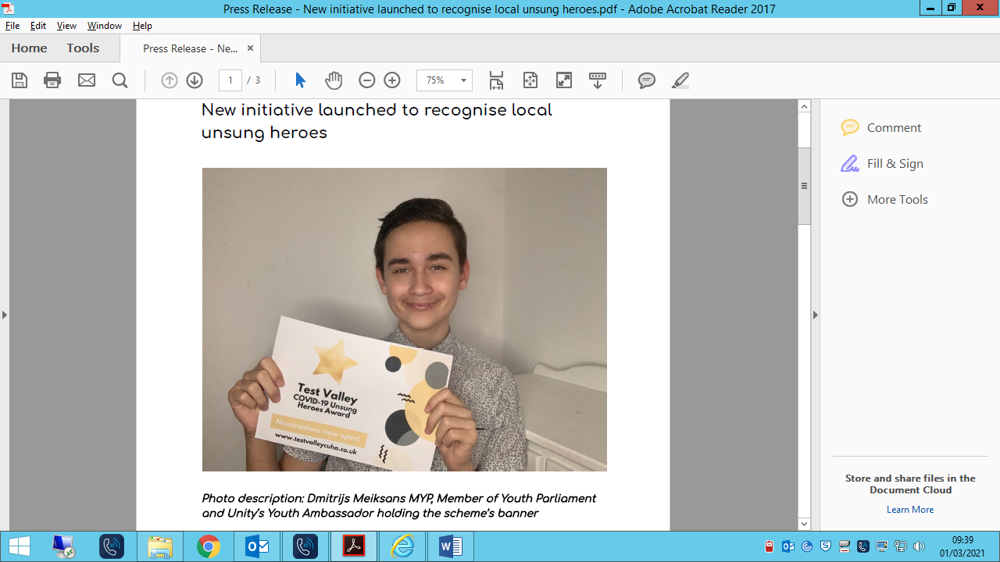 Press Release - New initiative launched to recognise local unsung heroes.pdf - Adobe Acrobat Reader 2017
File Edit View Window Help
Home Tools Press Release - Ne... ×
1 / 3 75%
New initiative launched to recognise local
unsung heroes
Test Valley
COVID-19 Unsung
Heroes Award
Nominations now open!
www.testvalleycuha.co.uk
Photo description: Dmitrijs Meiksans MYP, Member of Youth Parliament
and Unity's Youth Ambassador holding the scheme's banner
Comment
Fill & Sign
More Tools
Store and share files in the
Document Cloud
Learn More
09:39
01/03/2021